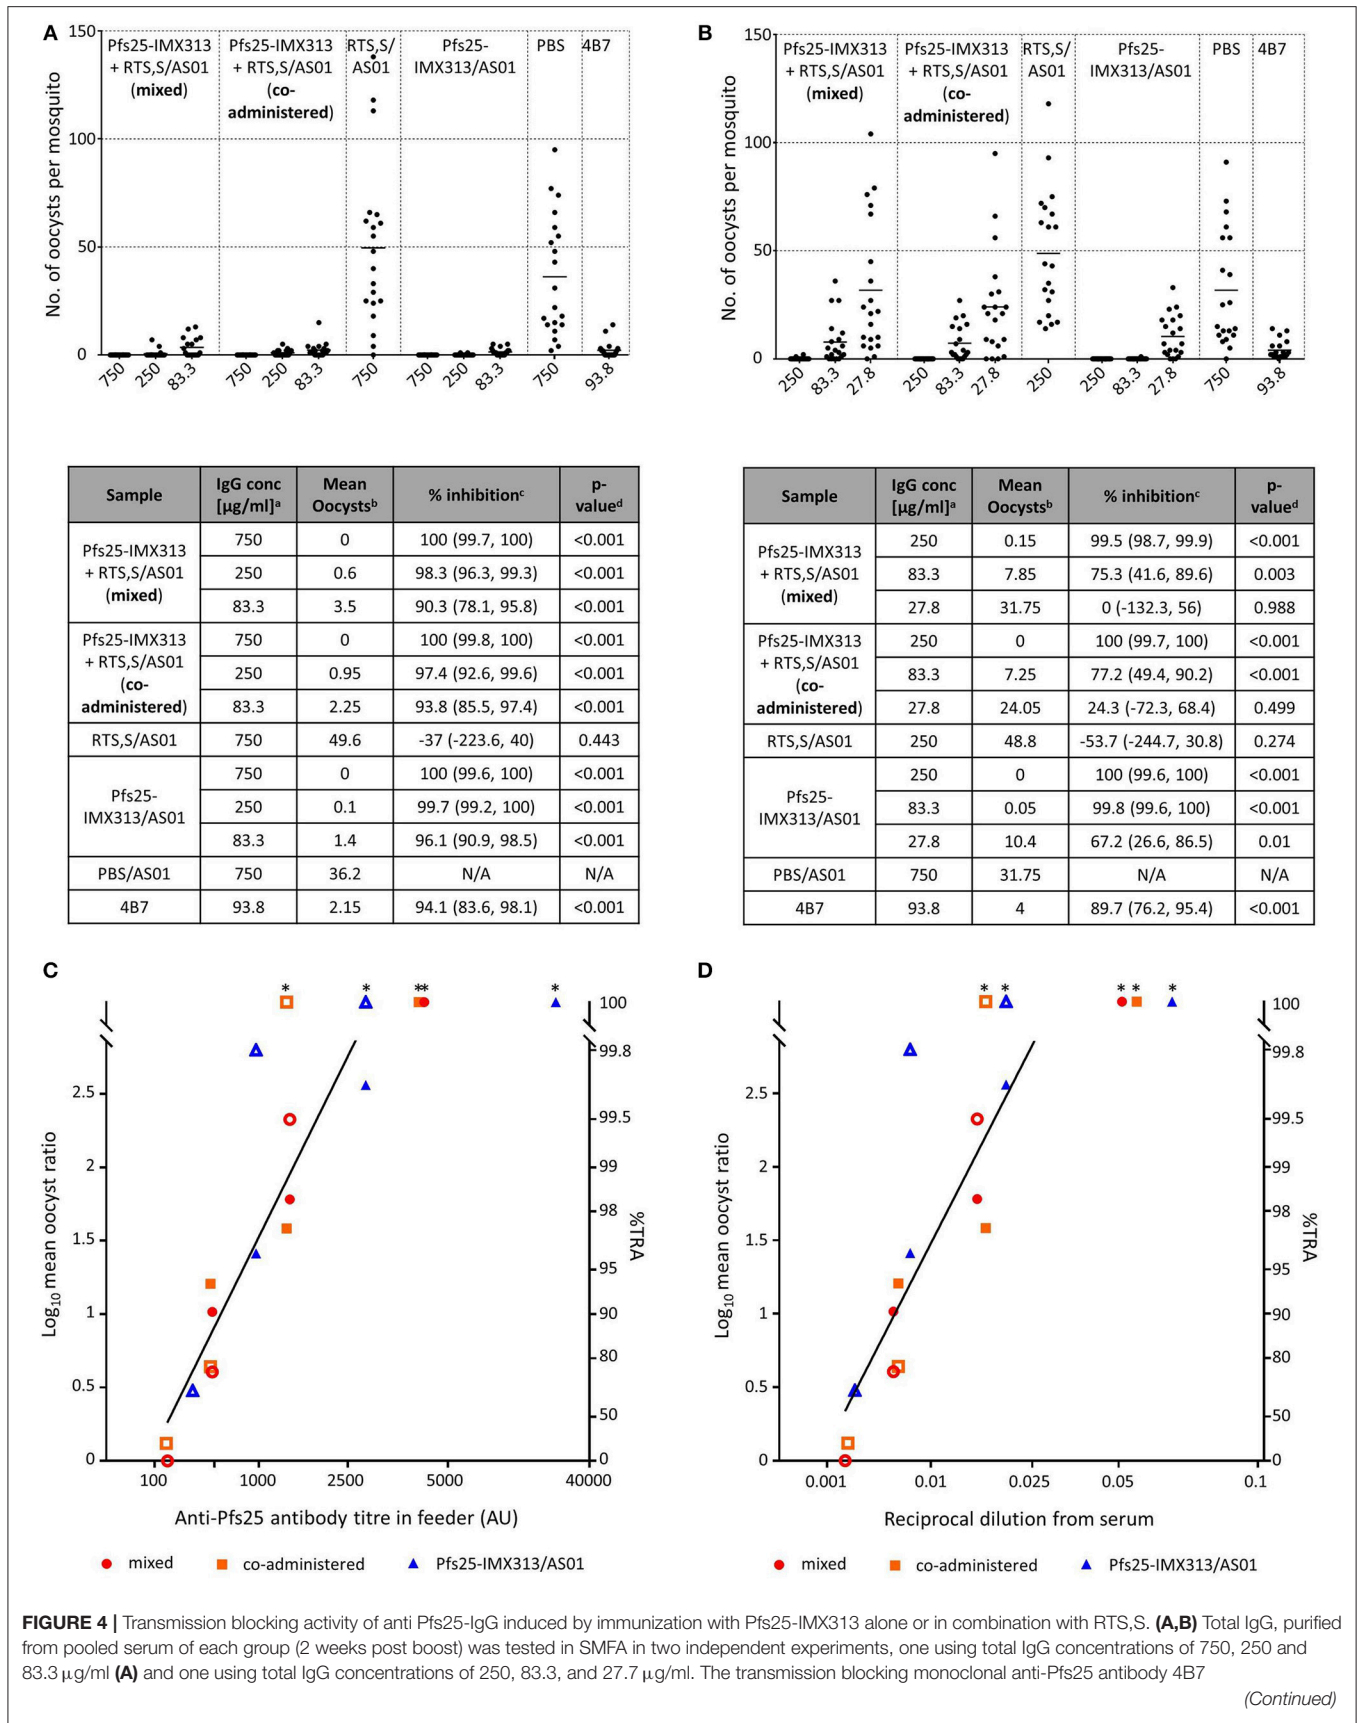 A
150
100
50
0
No. of oocysts per mosquito
Pfs25-IMX313
+ RTS,S/AS01
(mixed)
Pfs25-IMX313
+ RTS,S/AS01
(co-
administered)
RTS,S/
AS01
Pfs25-
IMX313/AS01
PBS
4B7
750 250 83.3 750 250 83.3 750 750 250 83.3 750 93.8
B
150
100
50
0
No. of oocysts per mosquito
Pfs25-IMX313
+ RTS,S/AS01
(mixed)
Pfs25-IMX313
+ RTS,S/AS01
(co-
administered)
RTS,S/
AS01
Pfs25-
IMX313/AS01
PBS
4B7
250 83.3 27.8 250 83.3 27.8 250 250 83.3 27.8 750 93.8
Sample | IgG conc [µg/ml]a | Mean Oocystsb | % inhibitionc | p-valued
Pfs25-IMX313 + RTS,S/AS01 (mixed)
750 | 0 | 100 (99.7, 100) | <0.001
250 | 0.6 | 98.3 (96.3, 99.3) | <0.001
83.3 | 3.5 | 90.3 (78.1, 95.8) | <0.001
Pfs25-IMX313 + RTS,S/AS01 (co-administered)
750 | 0 | 100 (99.8, 100) | <0.001
250 | 0.95 | 97.4 (92.6, 99.6) | <0.001
83.3 | 2.25 | 93.8 (85.5, 97.4) | <0.001
RTS,S/AS01 | 750 | 49.6 | -37 (-223.6, 40) | 0.443
Pfs25-IMX313/AS01
750 | 0 | 100 (99.6, 100) | <0.001
250 | 0.1 | 99.7 (99.2, 100) | <0.001
83.3 | 1.4 | 96.1 (90.9, 98.5) | <0.001
PBS/AS01 | 750 | 36.2 | N/A | N/A
4B7 | 93.8 | 2.15 | 94.1 (83.6, 98.1) | <0.001
Sample | IgG conc [µg/ml]a | Mean Oocystsb | % inhibitionc | p-valued
Pfs25-IMX313 + RTS,S/AS01 (mixed)
250 | 0.15 | 99.5 (98.7, 99.9) | <0.001
83.3 | 7.85 | 75.3 (41.6, 89.6) | 0.003
27.8 | 31.75 | 0 (-132.3, 56) | 0.988
Pfs25-IMX313 + RTS,S/AS01 (co-administered)
250 | 0 | 100 (99.7, 100) | <0.001
83.3 | 7.25 | 77.2 (49.4, 90.2) | <0.001
27.8 | 24.05 | 24.3 (-72.3, 68.4) | 0.499
RTS,S/AS01 | 250 | 48.8 | -53.7 (-244.7, 30.8) | 0.274
Pfs25-IMX313/AS01
250 | 0 | 100 (99.6, 100) | <0.001
83.3 | 0.05 | 99.8 (99.6, 100) | <0.001
27.8 | 10.4 | 67.2 (26.6, 86.5) | 0.01
PBS/AS01 | 750 | 31.75 | N/A | N/A
4B7 | 93.8 | 4 | 89.7 (76.2, 95.4) | <0.001
C
* * ** *
2.5
2
1.5
1
0.5
0
Log10 mean oocyst ratio
100
99.8
99.5
99
98
95
90
80
50
0
%TRA
100 1000 2500 5000 40000
Anti-Pfs25 antibody titre in feeder (AU)
mixed co-administered Pfs25-IMX313/AS01
D
* * * * *
2.5
2
1.5
1
0.5
0
Log10 mean oocyst ratio
100
99.8
99.5
99
98
95
90
80
50
0
%TRA
0.001 0.01 0.025 0.05 0.1
Reciprocal dilution from serum
mixed co-administered Pfs25-IMX313/AS01
FIGURE 4 | Transmission blocking activity of anti Pfs25-IgG induced by immunization with Pfs25-IMX313 alone or in combination with RTS,S. (A,B) Total IgG, purified
from pooled serum of each group (2 weeks post boost) was tested in SMFA in two independent experiments, one using total IgG concentrations of 750, 250 and
83.3 µg/ml (A) and one using total IgG concentrations of 250, 83.3, and 27.7 µg/ml. The transmission blocking monoclonal anti-Pfs25 antibody 4B7
(Continued)